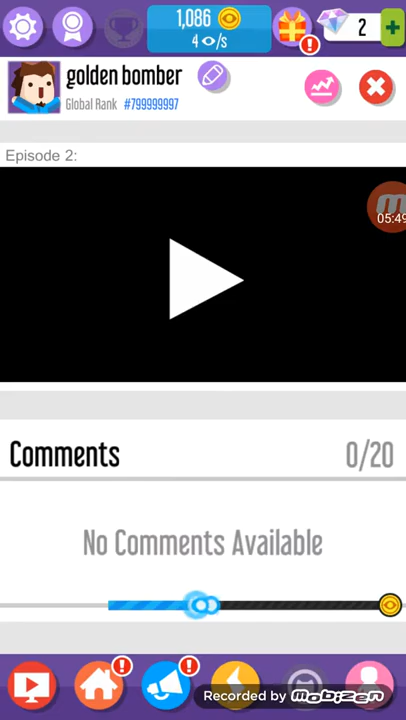 1,086
4 /s
2
+
!
golden bomber
Global Rank #799999997
Episode 2:
05:49
Comments 0/20
No Comments Available
! !
Recorded by mobizen